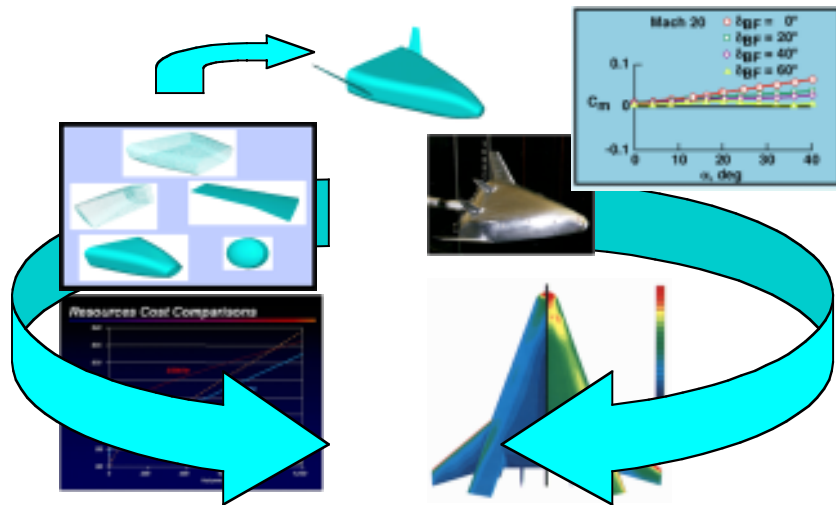 Mach 20
δBF = 0°
δBF = 20°
δBF = 40°
δBF = 60°
0.1
Cm 0
-0.1
0 10 20 30 40
α, deg
Resources Cost Comparisons